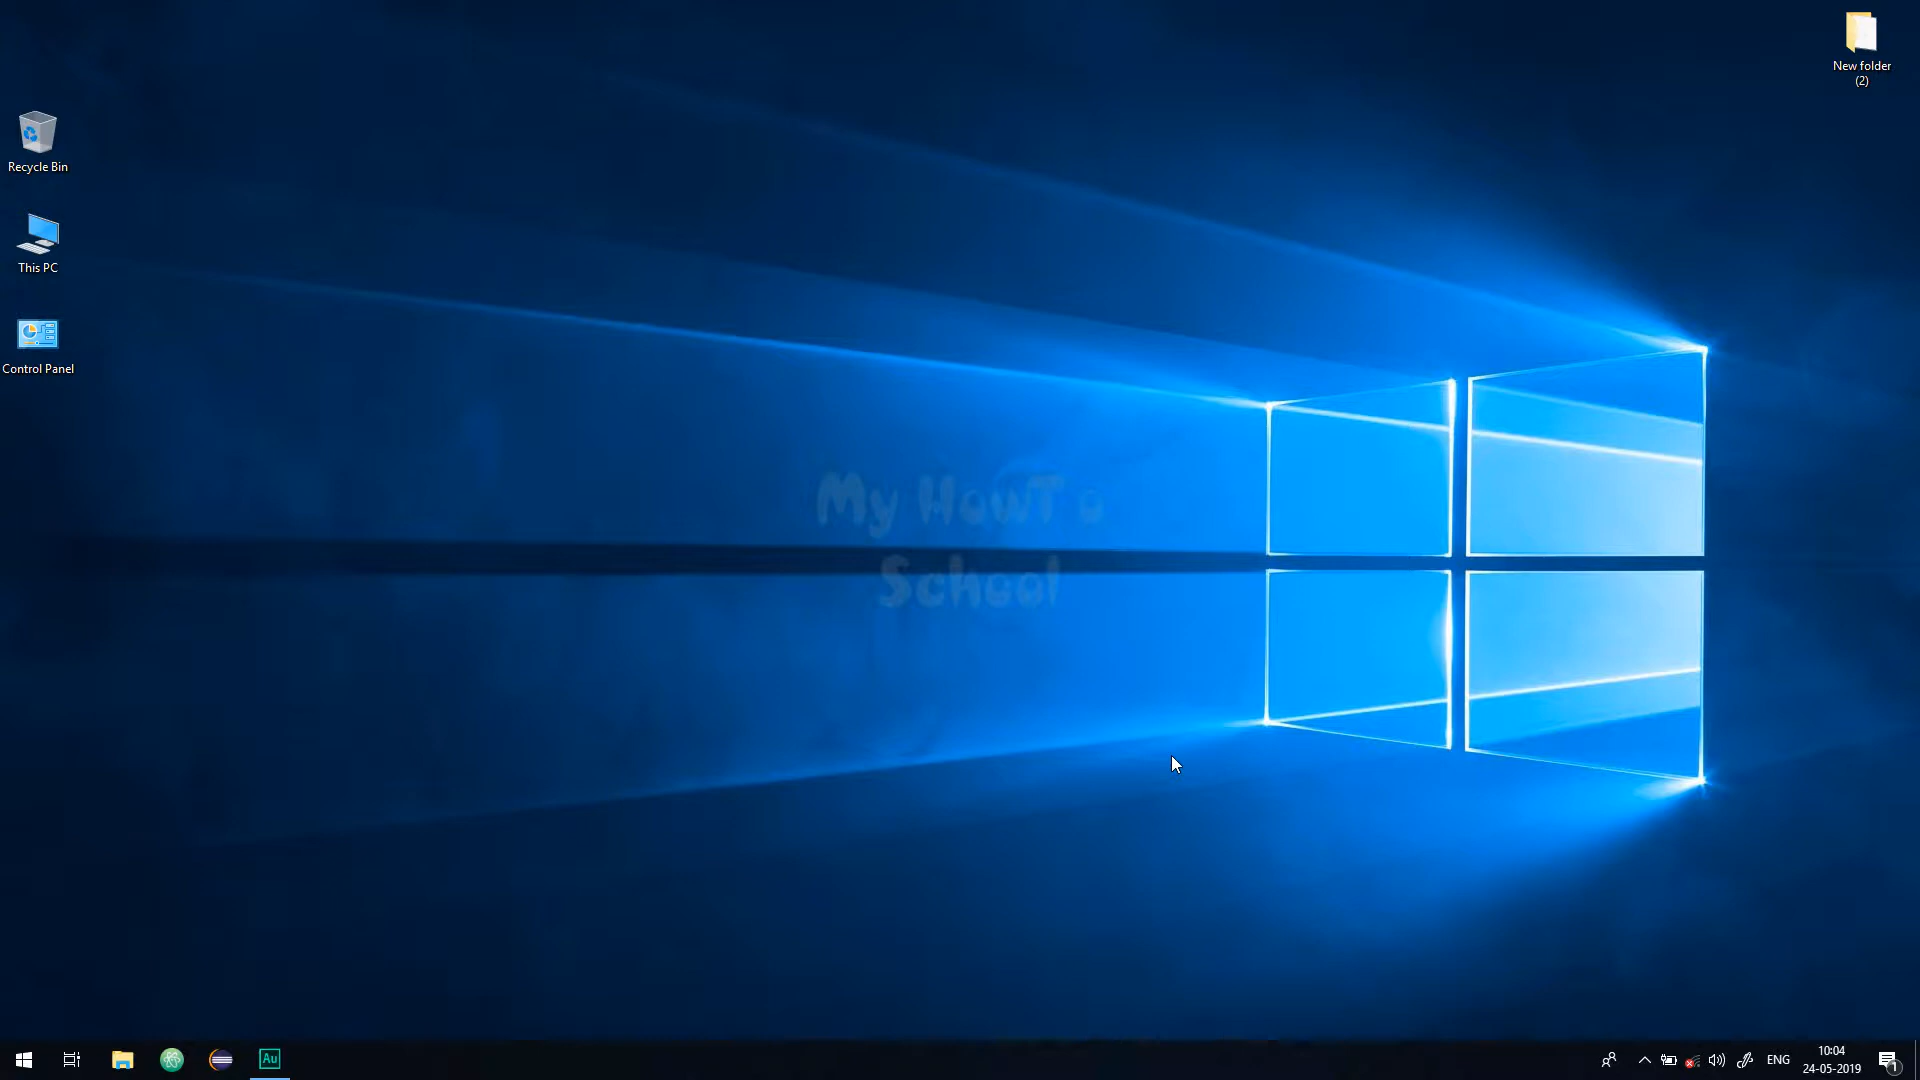 New folder
(2)
Recycle Bin
This PC
Control Panel
My HowTo
School
Au
ENG
10:04
24-05-2019
1